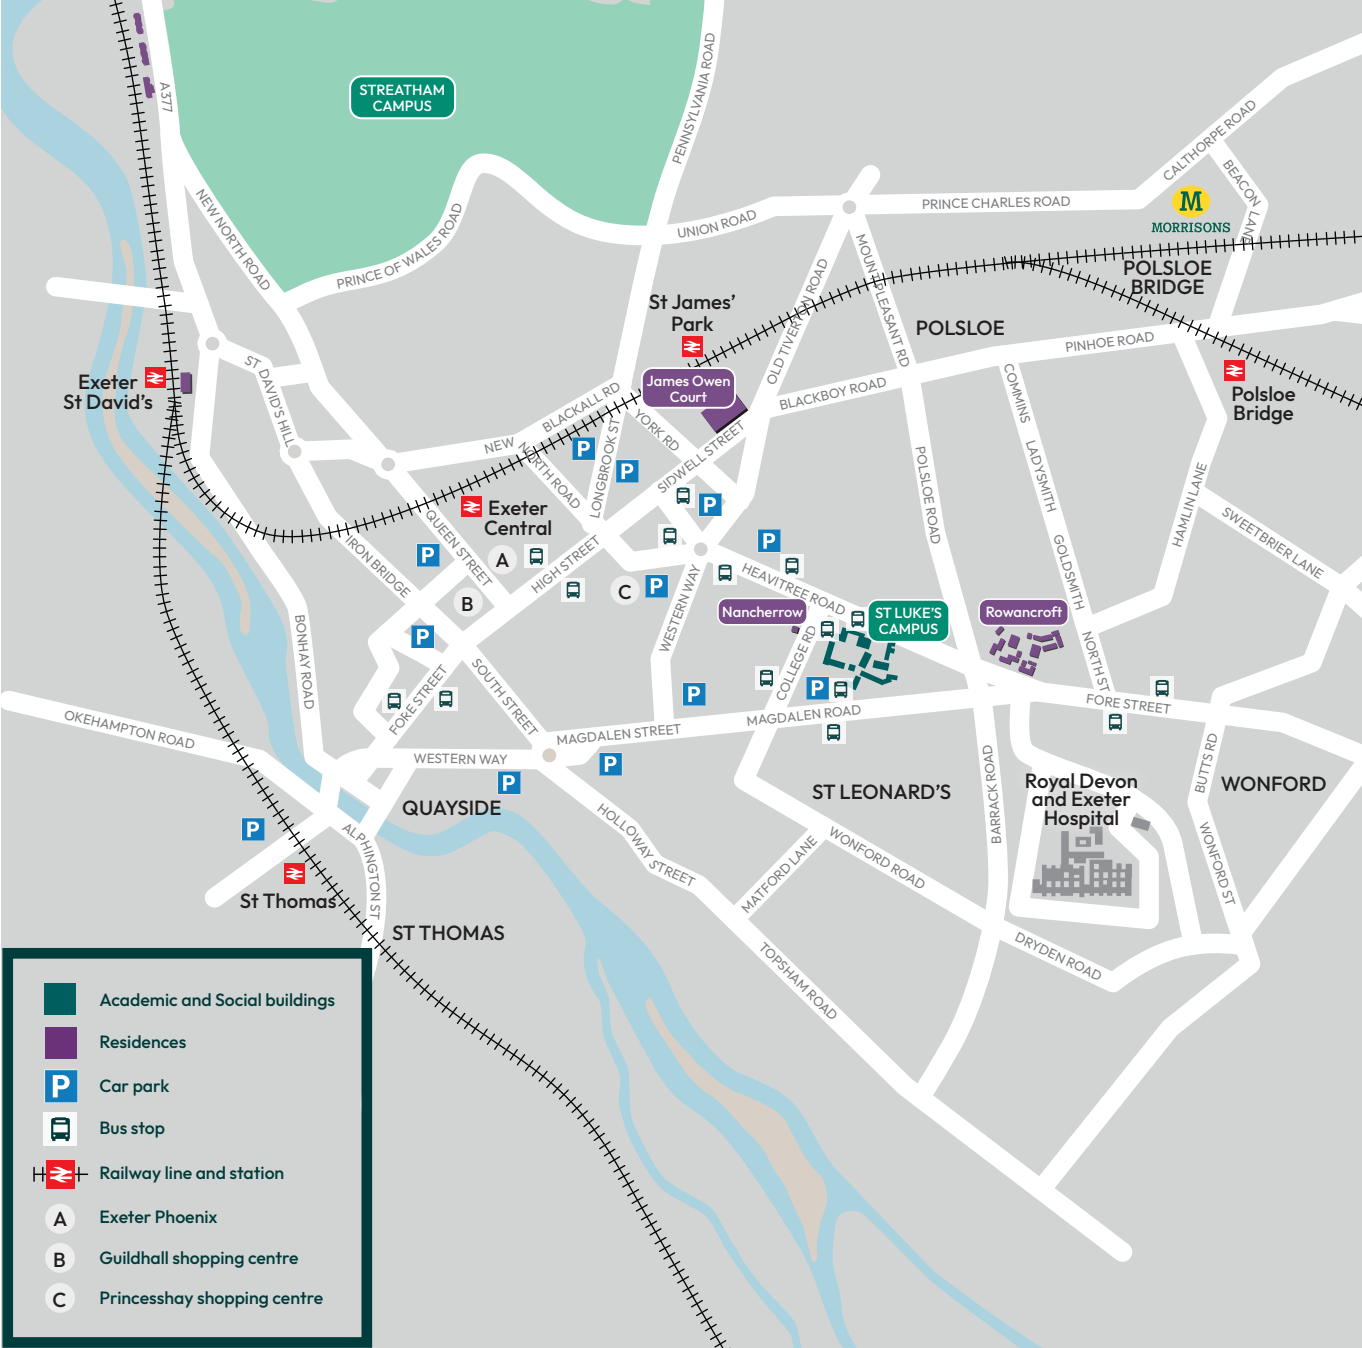 STREATHAM
CAMPUS
A377
PENNSYLVANIA ROAD
CALTHORPE ROAD
BEACON LANE
M
MORRISONS
NEW NORTH ROAD
PRINCE OF WALES ROAD
UNION ROAD
PRINCE CHARLES ROAD
MOUNT PLEASANT RD
OLD TIVERTON ROAD
POLSLOE
BRIDGE
St James’
Park
POLSLOE
PINHOE ROAD
Exeter
St David’s
ST DAVID'S HILL
James Owen
Court
BLACKALL RD
BLACKBOY ROAD
COMMINS
Polsloe
Bridge
NEW
NORTH ROAD
LONGBROOK ST
YORK RD
SIDWELL STREET
P
P
P
POLSLOE ROAD
LADYSMITH
HAMLIN LANE
SWEETBRIER LANE
Exeter
Central
QUEEN STREET
IRON BRIDGE
P
A
B
HIGH STREET
C
P
P
HEAVITREE ROAD
WESTERN WAY
GOLDSMITH
Nancherrow
ST LUKE'S
CAMPUS
Rowancroft
COLLEGE RD
BONHAY ROAD
P
FORE STREET
SOUTH STREET
P
P
NORTH ST
FORE STREET
OKEHAMPTON ROAD
WESTERN WAY
MAGDALEN STREET
MAGDALEN ROAD
P
P
P
QUAYSIDE
ST LEONARD'S
BARRACK ROAD
Royal Devon
and Exeter
Hospital
BUTTS RD
WONFORD
WONFORD ST
ALPHINGTON ST
HOLLOWAY STREET
MATFORD LANE
WONFORD ROAD
St Thomas
ST THOMAS
DRYDEN ROAD
TOPSHAM ROAD
Academic and Social buildings
Residences
P Car park
Bus stop
Railway line and station
A Exeter Phoenix
B Guildhall shopping centre
C Princesshay shopping centre